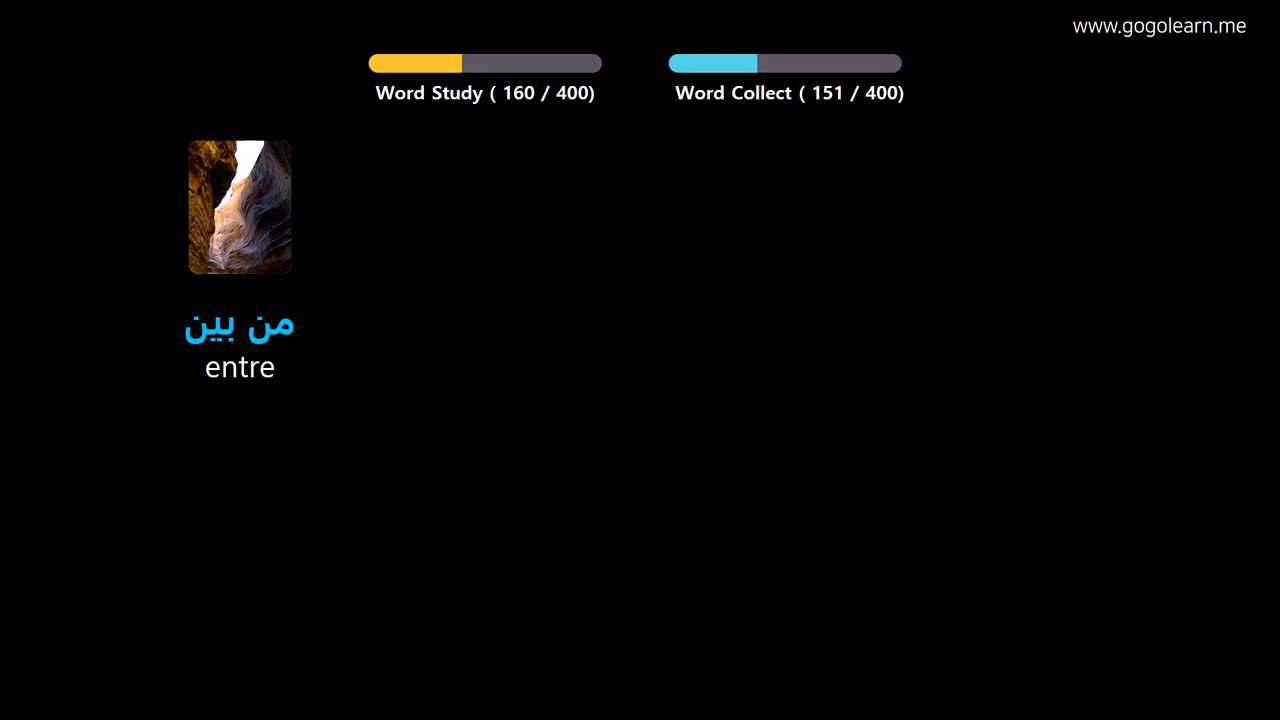 www.gogolearn.me
Word Study ( 160 / 400)
Word Collect ( 151 / 400)
من بين
entre